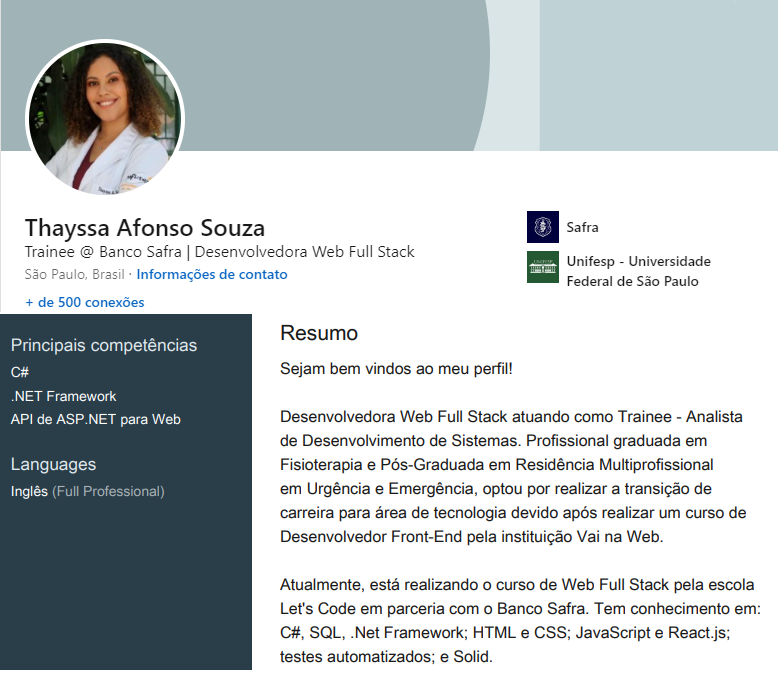 Thayssa Afonso Souza
Trainee @ Banco Safra | Desenvolvedora Web Full Stack
São Paulo, Brasil · Informações de contato
+ de 500 conexões
Safra
Unifesp - Universidade
Federal de São Paulo
Principais competências
C#
.NET Framework
API de ASP.NET para Web
Languages
Inglês (Full Professional)
Resumo
Sejam bem vindos ao meu perfil!
Desenvolvedora Web Full Stack atuando como Trainee - Analista
de Desenvolvimento de Sistemas. Profissional graduada em
Fisioterapia e Pós-Graduada em Residência Multiprofissional
em Urgência e Emergência, optou por realizar a transição de
carreira para área de tecnologia devido após realizar um curso de
Desenvolvedor Front-End pela instituição Vai na Web.
Atualmente, está realizando o curso de Web Full Stack pela escola
Let's Code em parceria com o Banco Safra. Tem conhecimento em:
C#, SQL, .Net Framework; HTML e CSS; JavaScript e React.js;
testes automatizados; e Solid.